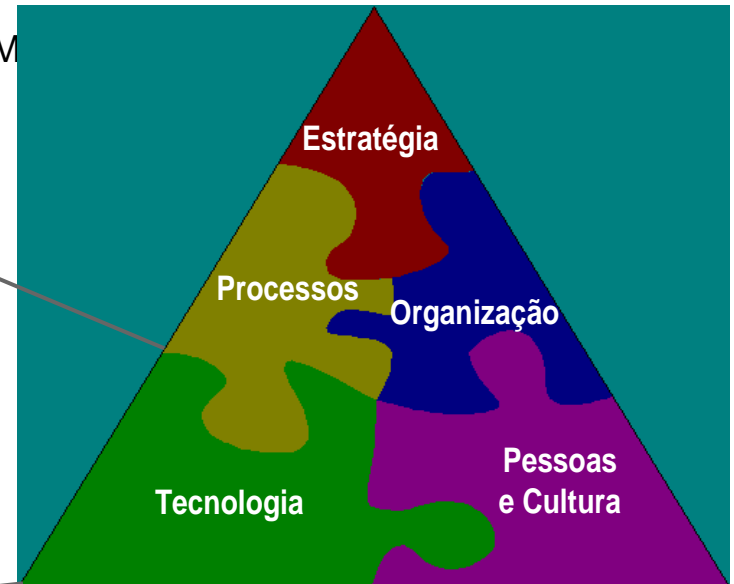 M
Estratégia
Processos
Organização
Pessoas
e Cultura
Tecnologia